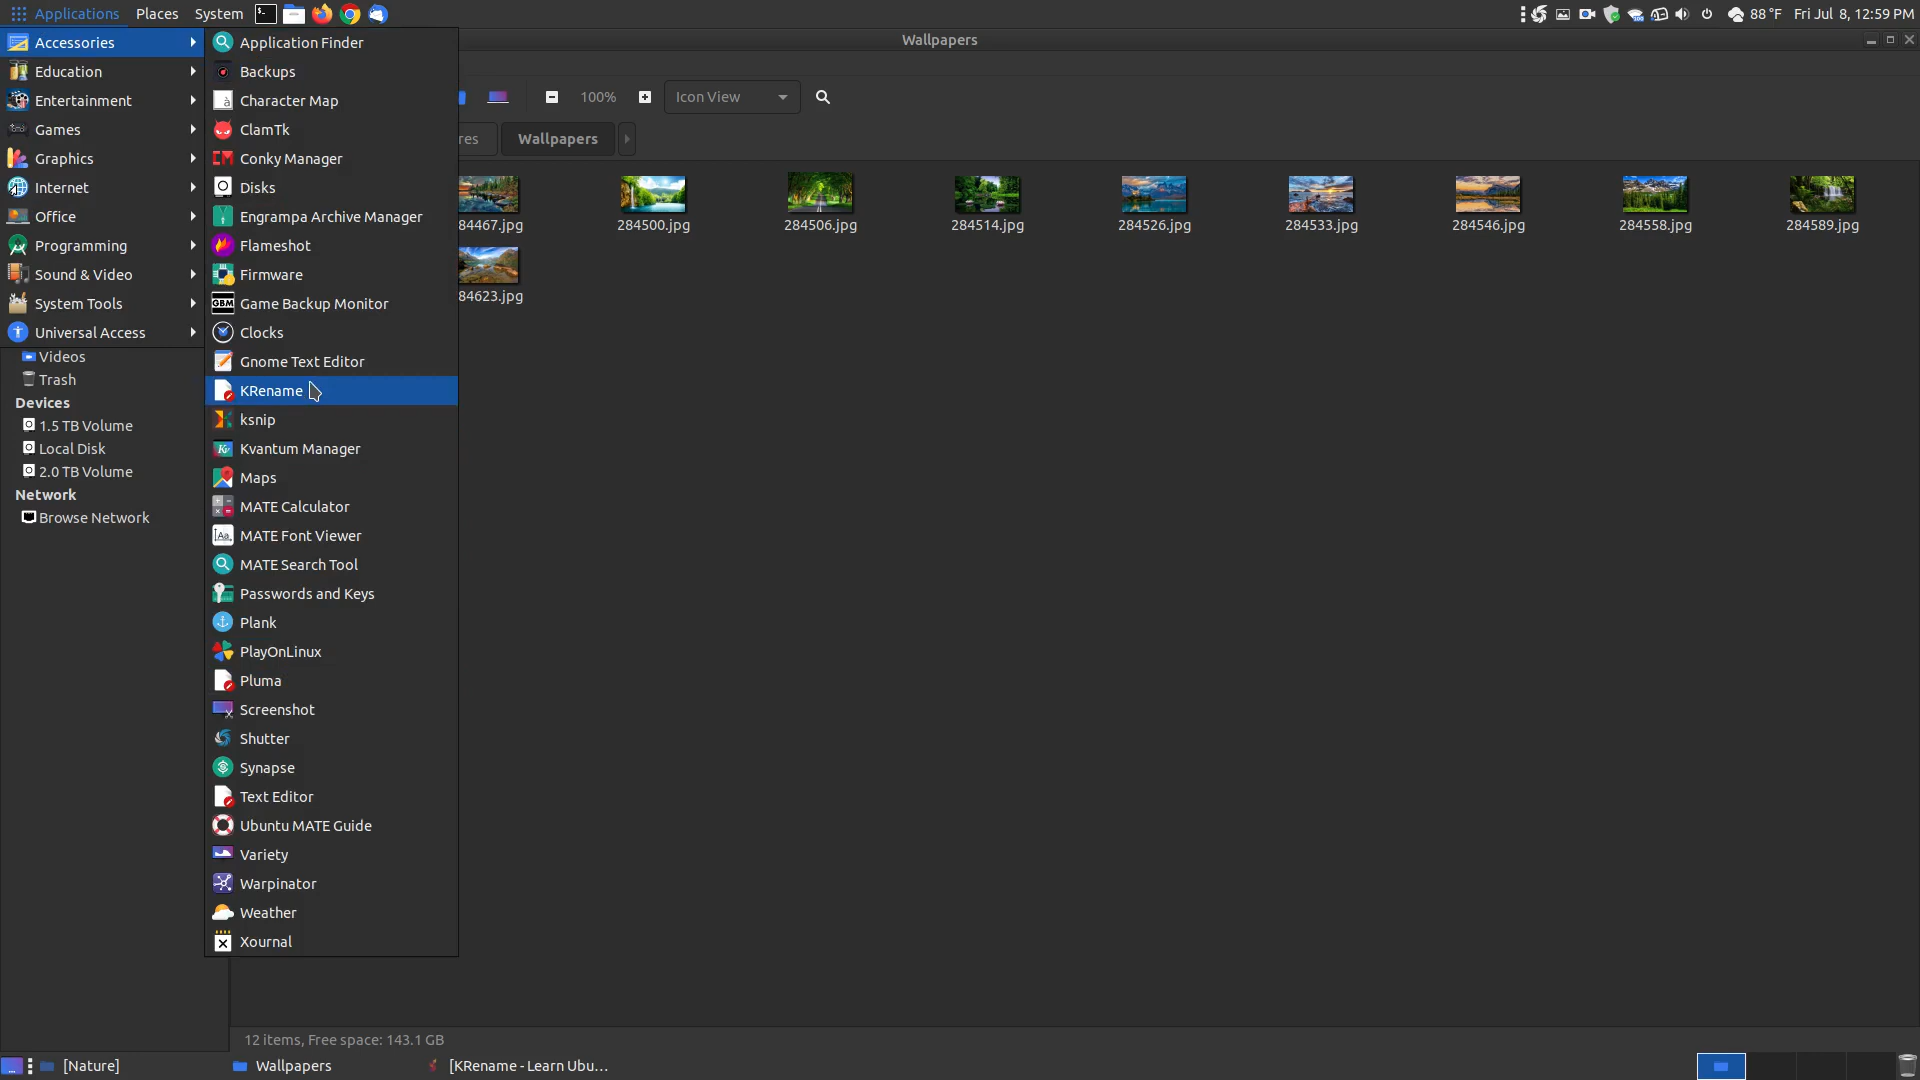 Applications Places System 88 °F Fri Jul 8, 12:59 PM
Wallpapers
Accessories
Education
Entertainment
Games
Graphics
Internet
Office
Programming
Sound & Video
System Tools
Universal Access
Videos
Trash
Devices
1.5 TB Volume
Local Disk
2.0 TB Volume
Network
Browse Network
Application Finder
Backups
Character Map
ClamTk
Conky Manager
Disks
Engrampa Archive Manager
Flameshot
Firmware
Game Backup Monitor
Clocks
Gnome Text Editor
KRename
ksnip
Kvantum Manager
Maps
MATE Calculator
MATE Font Viewer
MATE Search Tool
Passwords and Keys
Plank
PlayOnLinux
Pluma
Screenshot
Shutter
Synapse
Text Editor
Ubuntu MATE Guide
Variety
Warpinator
Weather
Xournal
100% Icon View
res Wallpapers
84467.jpg 284500.jpg 284506.jpg 284514.jpg 284526.jpg 284533.jpg 284546.jpg 284558.jpg 284589.jpg
84623.jpg
12 items, Free space: 143.1 GB
[Nature] Wallpapers [KRename - Learn Ubu...